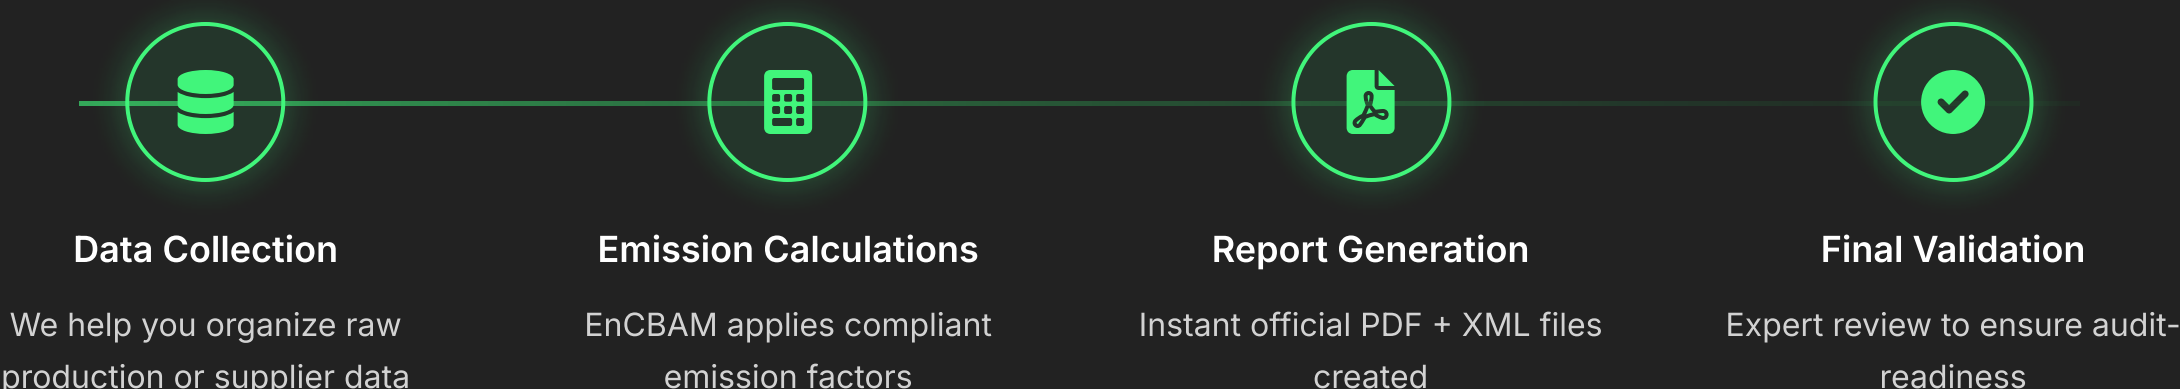 Data Collection
We help you organize raw
production or supplier data
Emission Calculations
EnCBAM applies compliant
emission factors
Report Generation
Instant official PDF + XML files
created
Final Validation
Expert review to ensure audit-
readiness